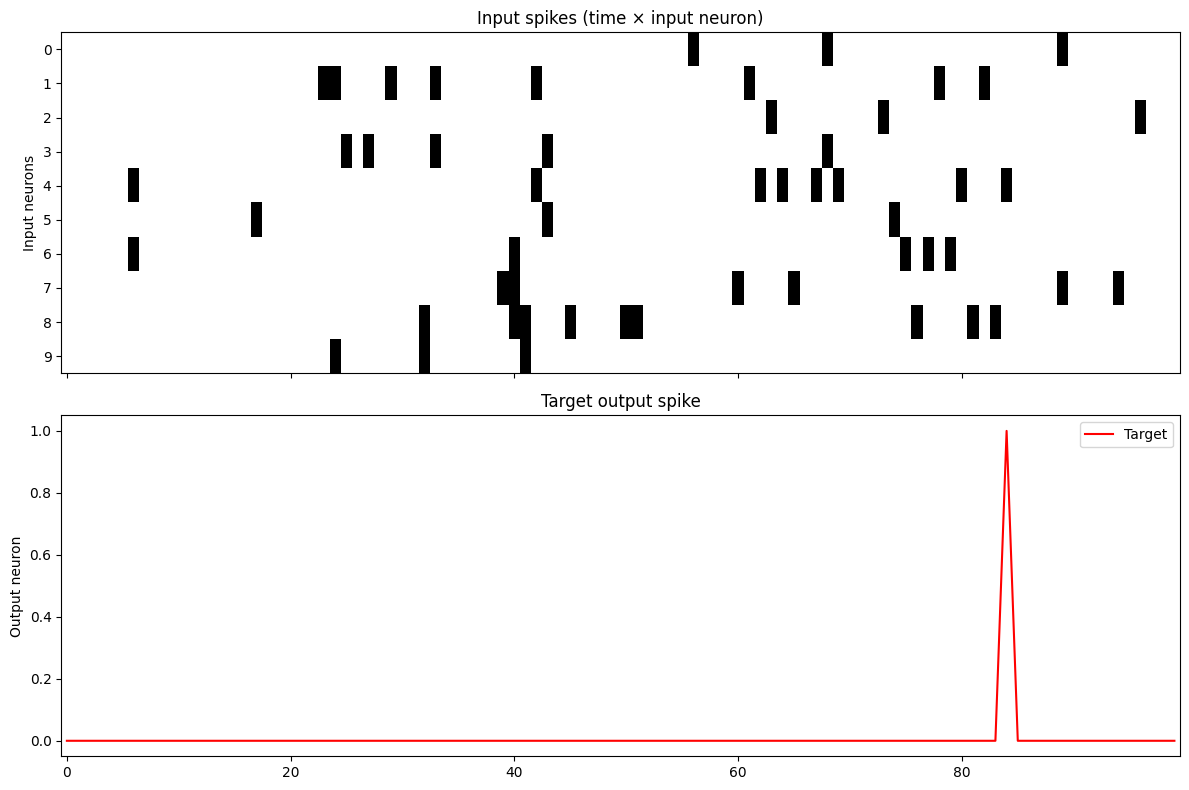 Input spikes (time × input neuron)
Input neurons
0
1
2
3
4
5
6
7
8
9
Target output spike
Target
Output neuron
1.0
0.8
0.6
0.4
0.2
0.0
0 20 40 60 80